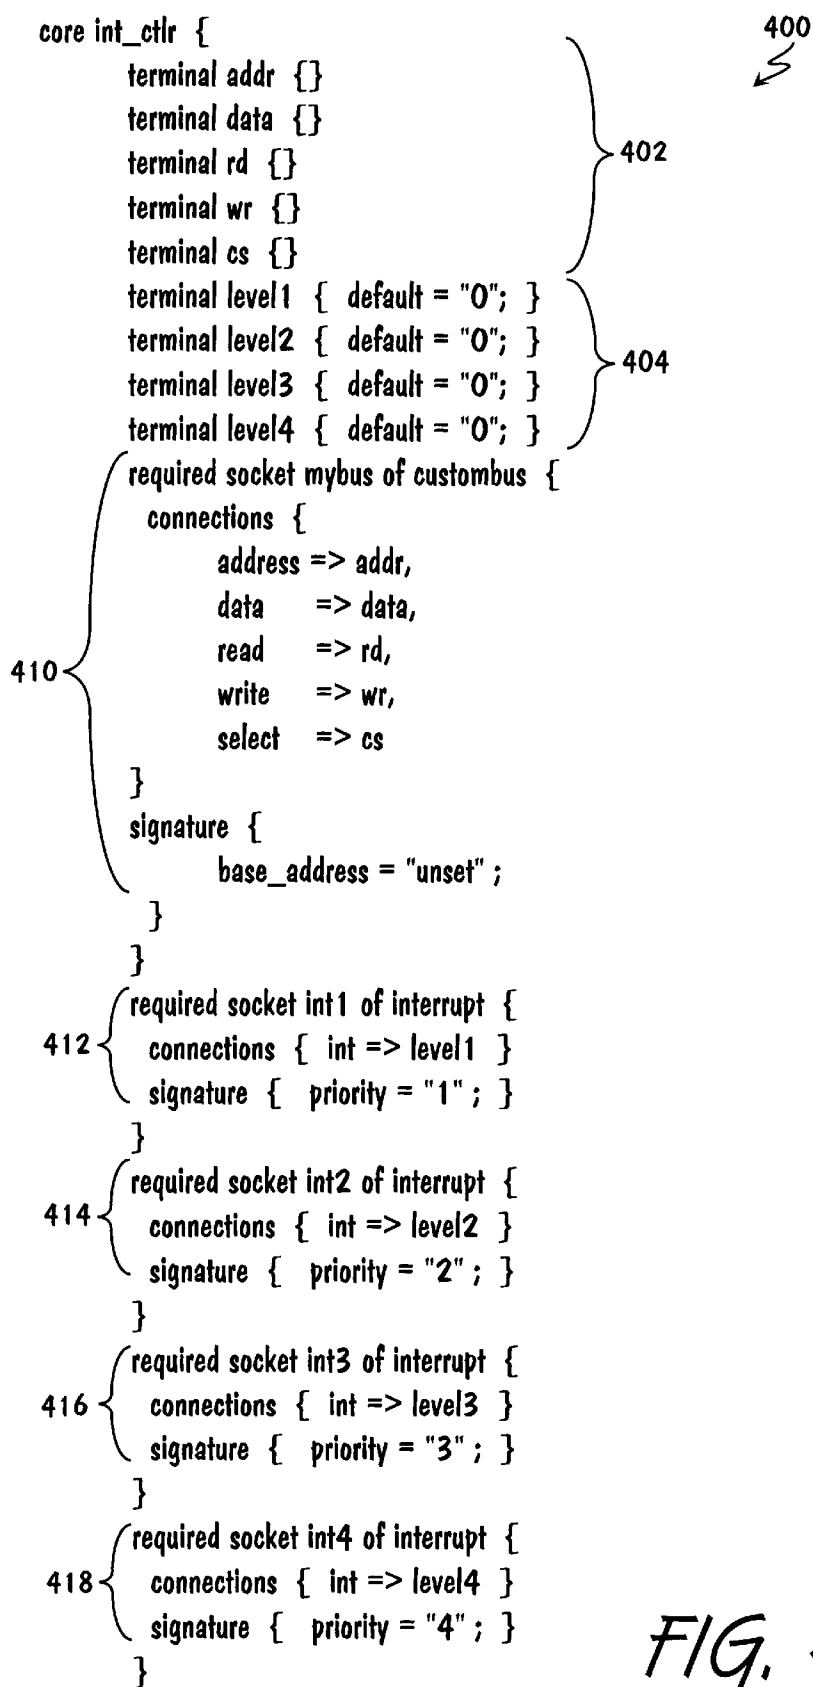 400
core int_ctlr {
terminal addr {}
terminal data {}
terminal rd {}
402
terminal wr {}
terminal cs {}
terminal level1 { default = "0"; }
terminal level2 { default = "0"; }
404
terminal level3 { default = "0"; }
terminal level4 { default = "0"; }
required socket mybus of custombus {
connections {
address => addr,
data => data,
410
read => rd,
write => wr,
select => cs
}
signature {
base_address = "unset" ;
}
}
required socket int1 of interrupt {
412
connections { int => level1 }
signature { priority = "1" ; }
}
required socket int2 of interrupt {
414
connections { int => level2 }
signature { priority = "2" ; }
}
required socket int3 of interrupt {
416
connections { int => level3 }
signature { priority = "3" ; }
}
required socket int4 of interrupt {
418
connections { int => level4 }
signature { priority = "4" ; }
}
FIG.